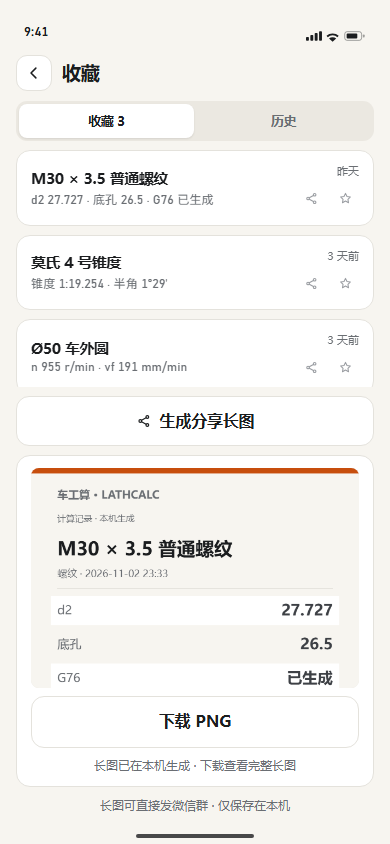 9:41
收藏
收藏 3
历史
M30 × 3.5 普通螺纹
昨天
d2 27.727 · 底孔 26.5 · G76 已生成
莫氏 4 号锥度
3 天前
锥度 1:19.254 · 半角 1°29′
Ø50 车外圆
3 天前
n 955 r/min · vf 191 mm/min
生成分享长图
车工算 · LATHCALC
计算记录 · 本机生成
M30 × 3.5 普通螺纹
螺纹 · 2026-11-02 23:33
d2
27.727
底孔
26.5
G76
已生成
下载 PNG
长图已在本机生成 · 下载查看完整长图
长图可直接发微信群 · 仅保存在本机